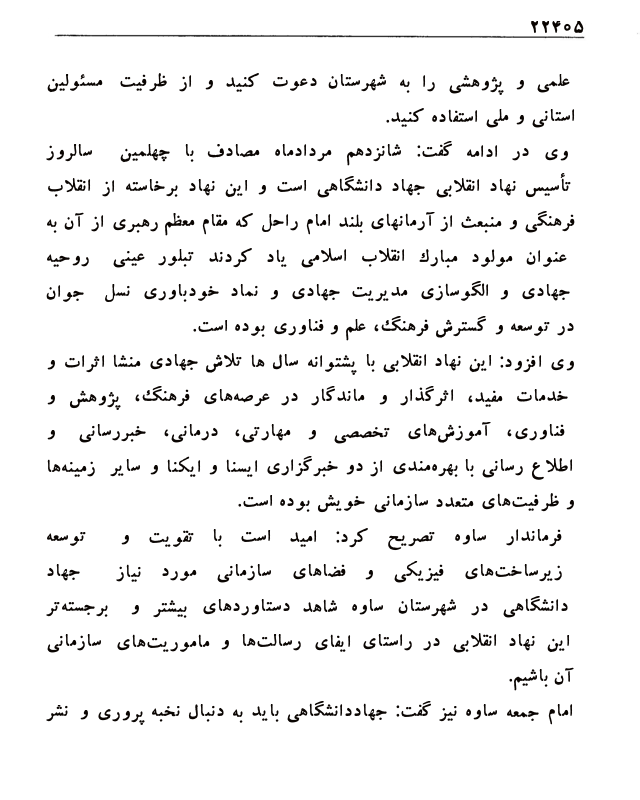 ۲۲۴۰۵
علمی و پژوهشی را به شهرستان دعوت کنید و از ظرفیت مسئولین
استانی و ملی استفاده کنید.
وی در ادامه گفت: شانزدهم مردادماه مصادف با چهلمین سالروز
تأسیس نهاد انقلابی جهاد دانشگاهی است و این نهاد برخاسته از انقلاب
فرهنگی و منبعث از آرمانهای بلند امام راحل که مقام معظم رهبری از آن به
عنوان مولود مبارک انقلاب اسلامی یاد کردند تبلور عینی روحیه
جهادی و الگوسازی مدیریت جهادی و نماد خودباوری نسل جوان
در توسعه و گسترش فرهنگ، علم و فناوری بوده است.
وی افزود: این نهاد انقلابی با پشتوانه سال ها تلاش جهادی منشا اثرات و
خدمات مفید، اثرگذار و ماندگار در عرصه‌های فرهنگ، پژوهش و
فناوری، آموزش‌های تخصصی و مهارتی، درمانی، خبررسانی و
اطلاع رسانی با بهره‌مندی از دو خبرگزاری ایسنا و ایکنا و سایر زمینه‌ها
و ظرفیت‌های متعدد سازمانی خویش بوده است.
فرماندار ساوه تصریح کرد: امید است با تقویت و توسعه
زیرساخت‌های فیزیکی و فضاهای سازمانی مورد نیاز جهاد
دانشگاهی در شهرستان ساوه شاهد دستاوردهای بیشتر و برجسته‌تر
این نهاد انقلابی در راستای ایفای رسالت‌ها و ماموریت‌های سازمانی
آن باشیم.
امام جمعه ساوه نیز گفت: جهاددانشگاهی باید به دنبال نخبه پروری و نشر